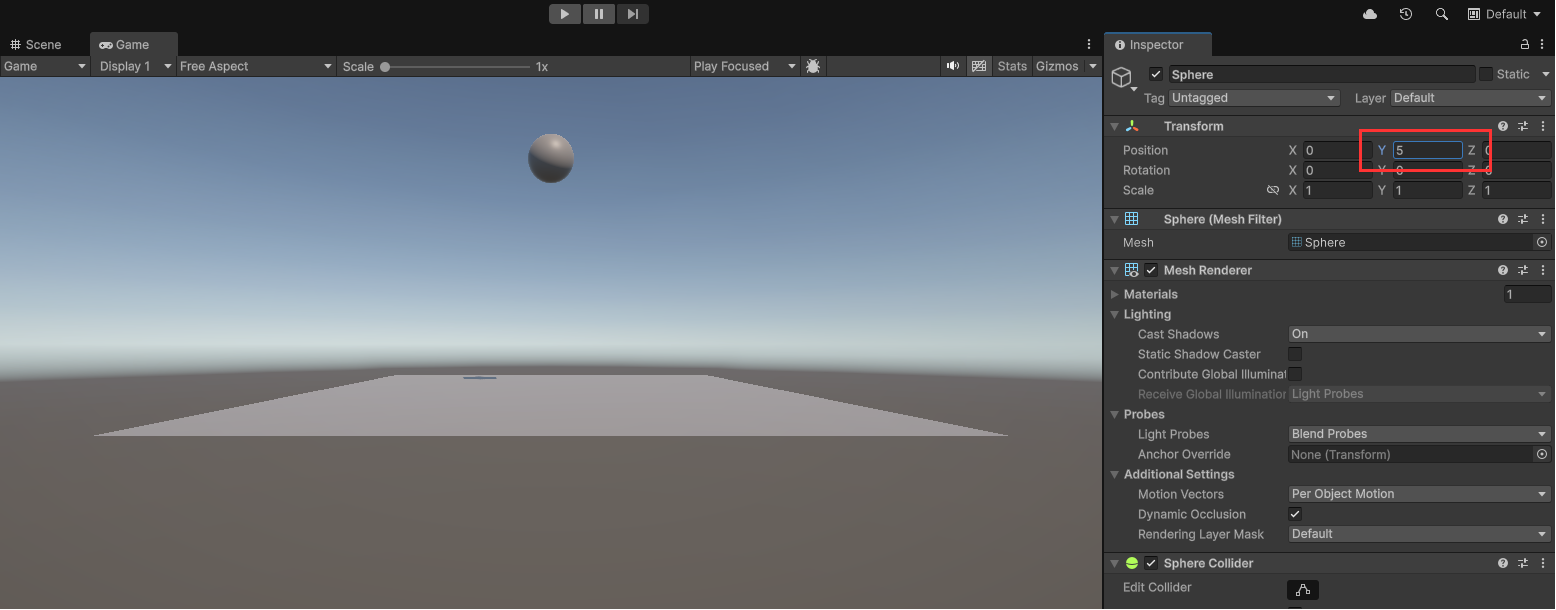 Default
Scene
Game
Inspector
Game
Display 1
Free Aspect
Scale
1x
Play Focused
Stats
Gizmos
Sphere
Static
Tag
Untagged
Layer
Default
Transform
Position X 0 Y 5 Z 0
Rotation X 0 Y 0 Z 0
Scale X 1 Y 1 Z 1
Sphere (Mesh Filter)
Mesh Sphere
Mesh Renderer
Materials 1
Lighting
Cast Shadows On
Static Shadow Caster
Contribute Global Illuminat
Receive Global Illumination Light Probes
Probes
Light Probes Blend Probes
Anchor Override None (Transform)
Additional Settings
Motion Vectors Per Object Motion
Dynamic Occlusion
Rendering Layer Mask Default
Sphere Collider
Edit Collider